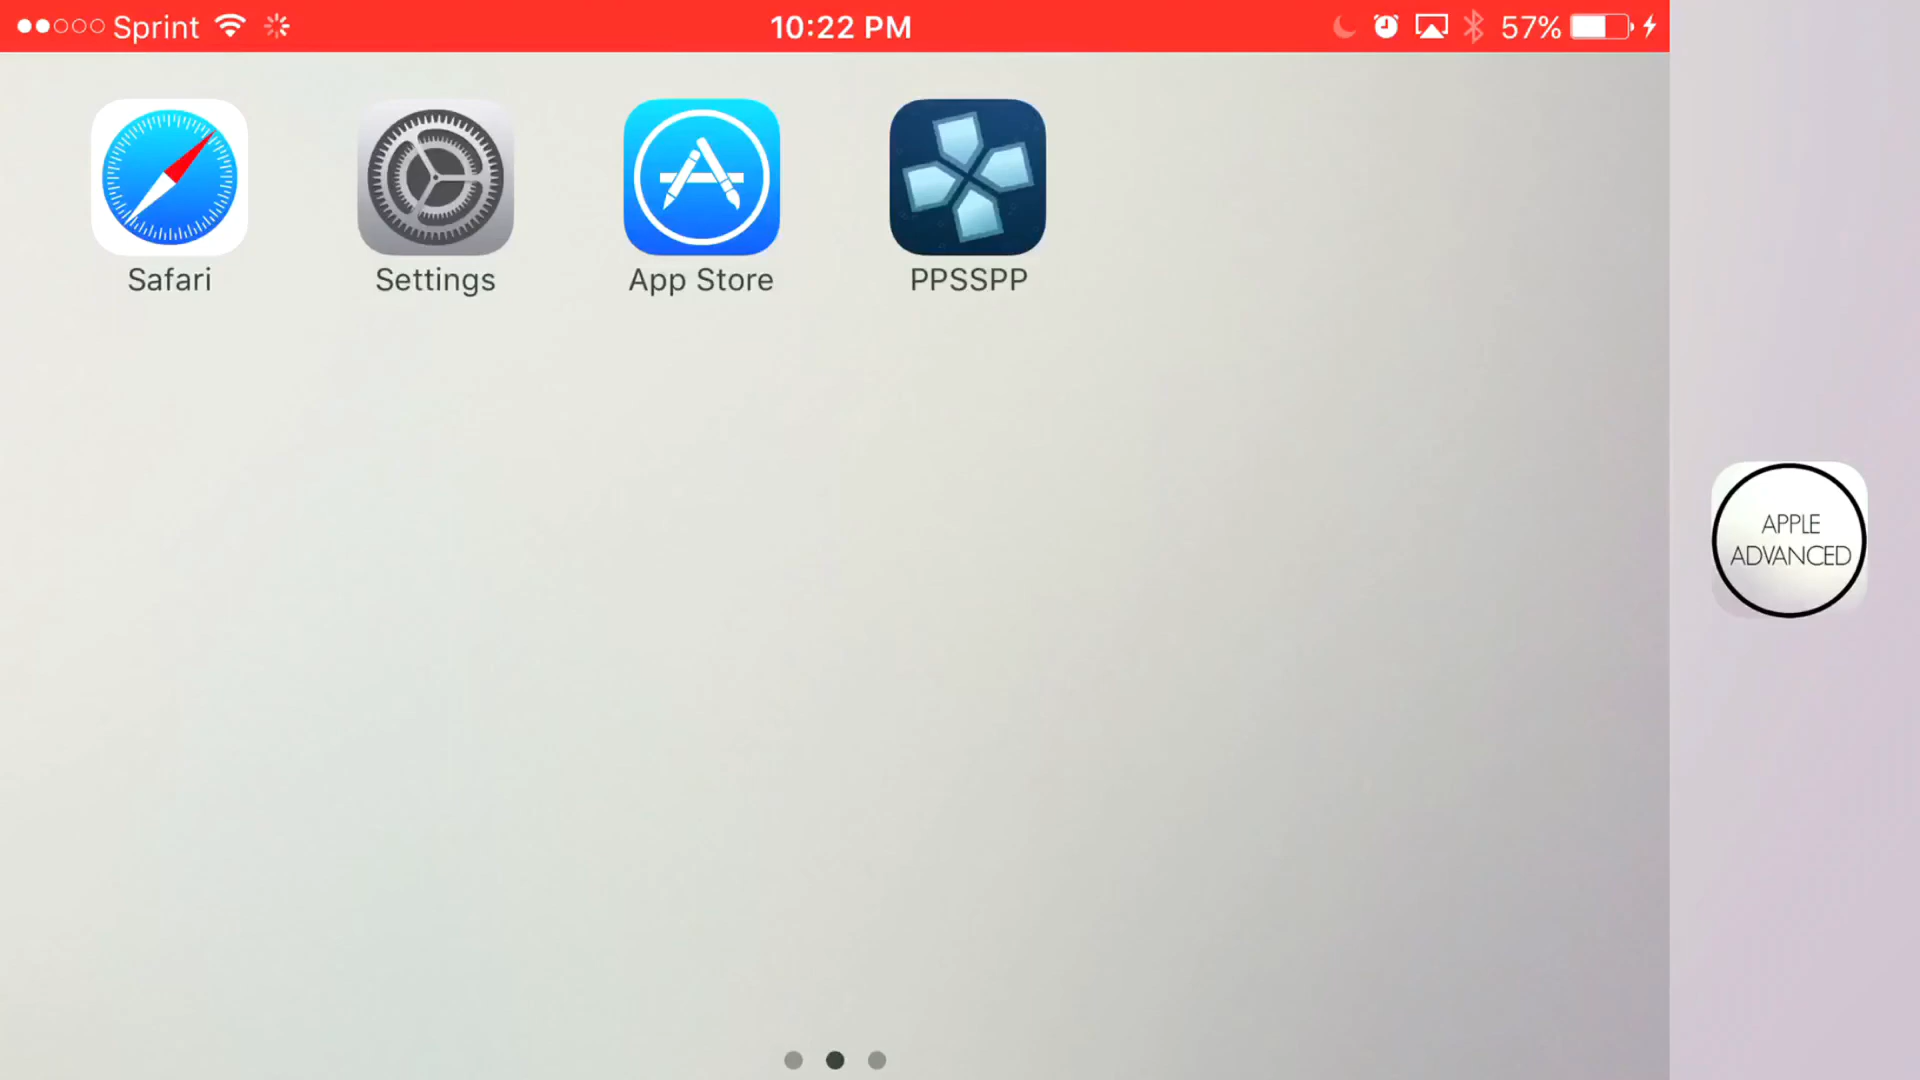 Sprint 10:22 PM 57%
Safari Settings App Store PPSSPP
APPLE
ADVANCED